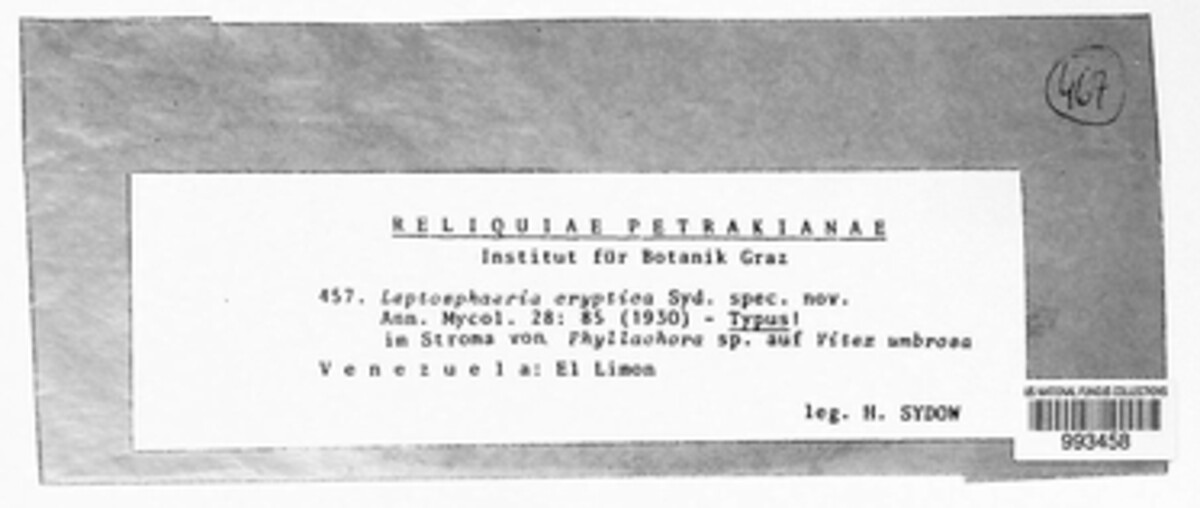 467
RELIQUIAE PETRAKIANAE
Institut für Botanik Graz
457. Leptosphaeria cryptica Syd. spec. nov.
Ann. Mycol. 28: 85 (1930) - Typus!
im Stroma von Phyllachora sp. auf Vitex umbrosa
Venezuela: El Limon
leg. H. SYDOW
US NATIONAL FUNGUS COLLECTIONS
993458